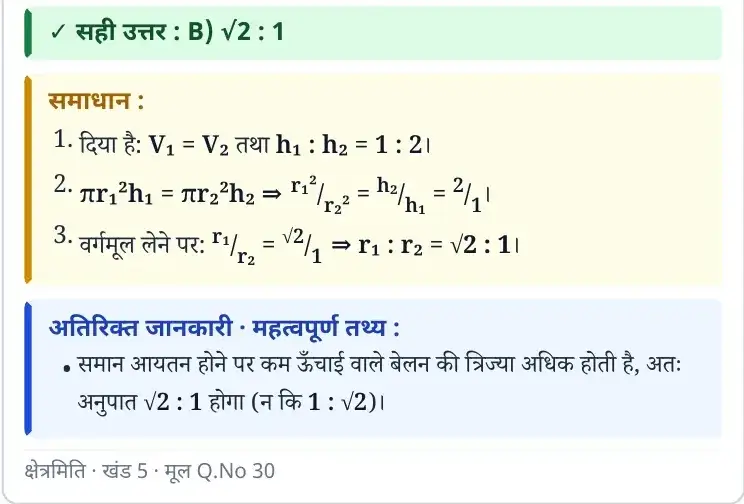 ✓ सही उत्तर : B) √2 : 1
समाधान :
1. दिया है: V₁ = V₂ तथा h₁ : h₂ = 1 : 2।
2. πr₁²h₁ = πr₂²h₂ ⇒ r₁²/r₂² = h₂/h₁ = 2/1।
3. वर्गमूल लेने पर: r₁/r₂ = √2/1 ⇒ r₁ : r₂ = √2 : 1।
अतिरिक्त जानकारी · महत्वपूर्ण तथ्य :
• समान आयतन होने पर कम ऊँचाई वाले बेलन की त्रिज्या अधिक होती है, अतः
अनुपात √2 : 1 होगा (न कि 1 : √2)।
क्षेत्रमिति · खंड 5 · मूल Q.No 30